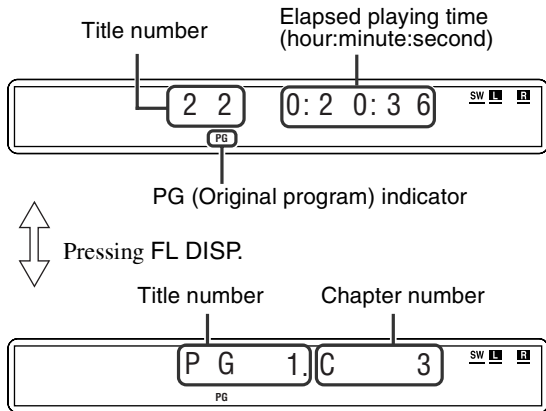 Title number
Elapsed playing time
(hour:minute:second)
2 2 0:2 0:3 6 SW L R
PG
PG (Original program) indicator
Pressing FL DISP.
Title number Chapter number
P G 1. C 3 SW L R
PG